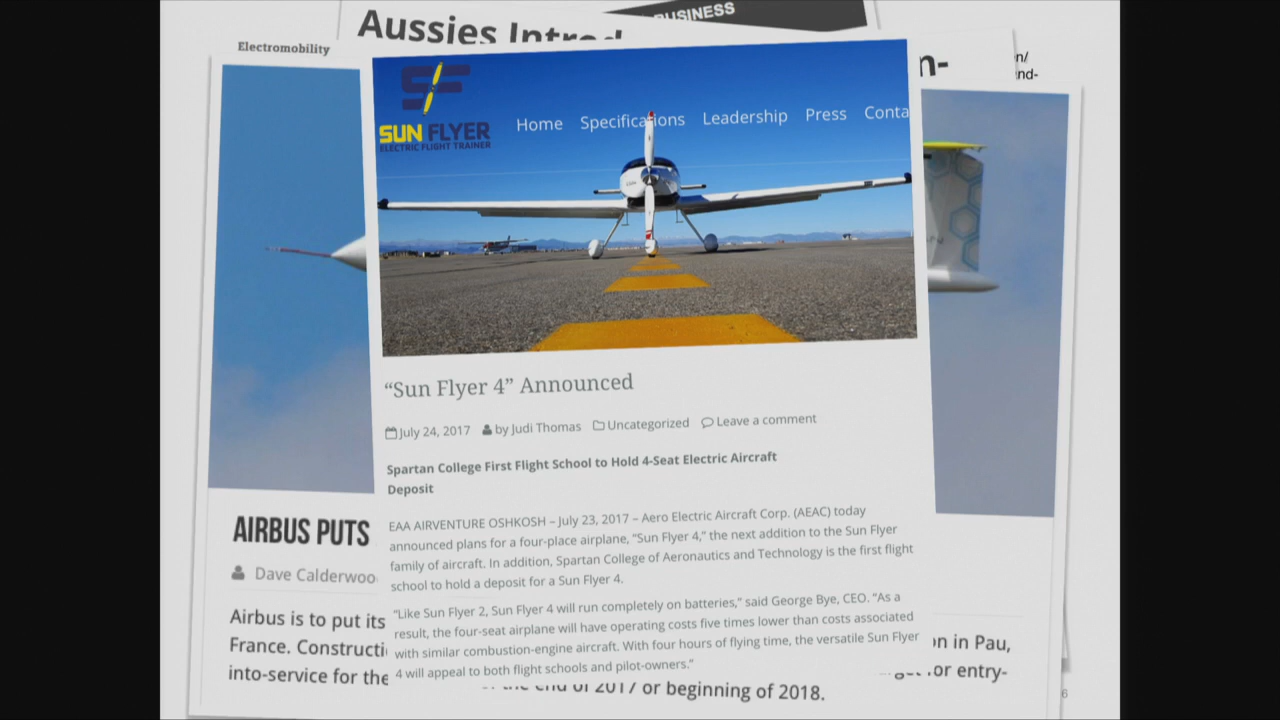 BUSINESS
Aussies Introd
Electromobility
n-
n/
nd-
SF
SUN FLYER
ELECTRIC FLIGHT TRAINER
Home Specifications Leadership Press Conta
“Sun Flyer 4” Announced
July 24, 2017 by Judi Thomas Uncategorized Leave a comment
Spartan College First Flight School to Hold 4-Seat Electric Aircraft
Deposit
EAA AIRVENTURE OSHKOSH – July 23, 2017 – Aero Electric Aircraft Corp. (AEAC) today
announced plans for a four-place airplane, “Sun Flyer 4,” the next addition to the Sun Flyer
family of aircraft. In addition, Spartan College of Aeronautics and Technology is the first flight
school to hold a deposit for a Sun Flyer 4.
“Like Sun Flyer 2, Sun Flyer 4 will run completely on batteries,” said George Bye, CEO. “As a
result, the four-seat airplane will have operating costs five times lower than costs associated
with similar combustion-engine aircraft. With four hours of flying time, the versatile Sun Flyer
4 will appeal to both flight schools and pilot-owners.”
AIRBUS PUTS
Dave Calderwoo
Airbus is to put its
France. Constructi on in Pau,
into-service for the or entry-
the end of 2017 or beginning of 2018.
6